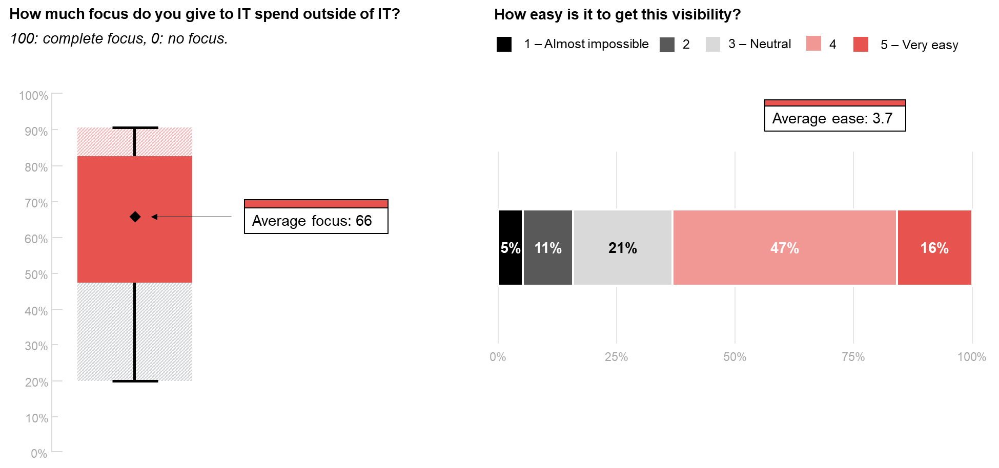 How much focus do you give to IT spend outside of IT?
100: complete focus, 0: no focus.
100%
90%
80%
70%
60%
50%
40%
30%
20%
10%
0%
Average focus: 66
How easy is it to get this visibility?
1 – Almost impossible 2 3 – Neutral 4 5 – Very easy
Average ease: 3.7
5% 11% 21% 47% 16%
0% 25% 50% 75% 100%